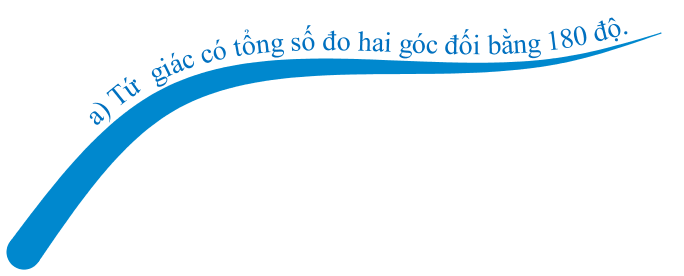 a) Tứ giác có tổng số đo hai góc đối bằng 180 độ.